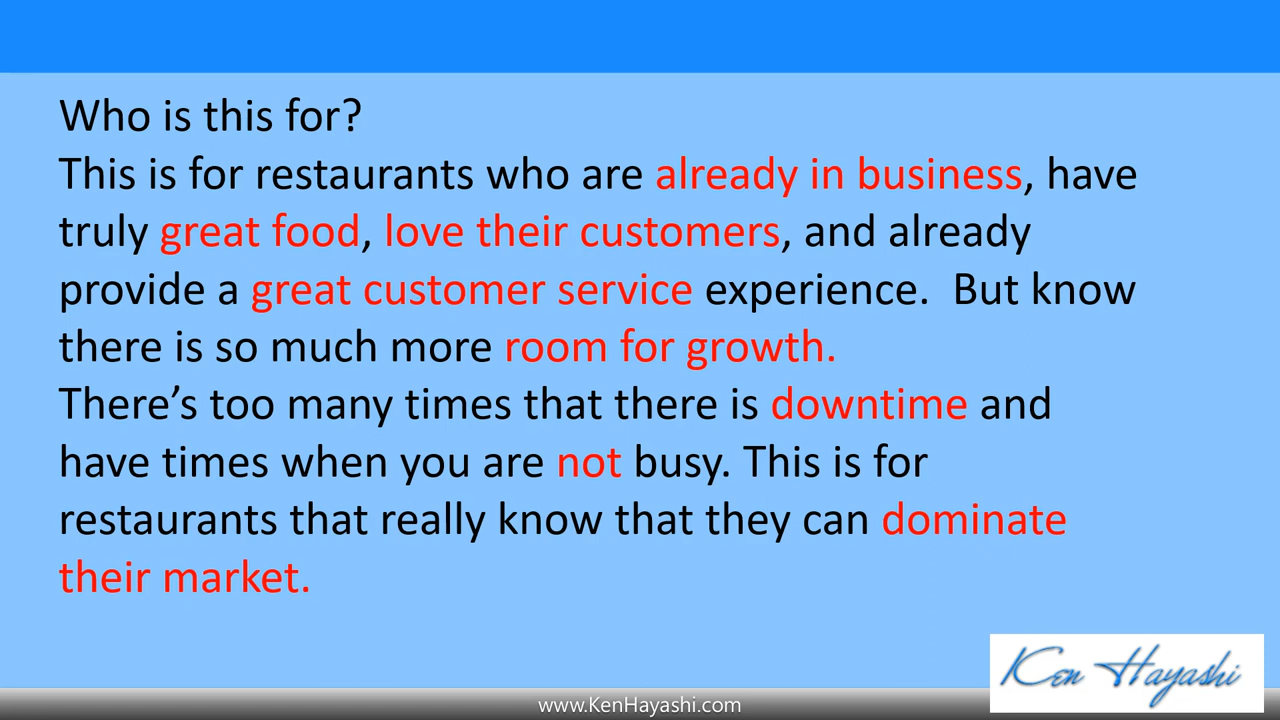 Who is this for?
This is for restaurants who are already in business, have
truly great food, love their customers, and already
provide a great customer service experience.  But know
there is so much more room for growth.
There’s too many times that there is downtime and
have times when you are not busy. This is for
restaurants that really know that they can dominate
their market.
Ken Hayashi
www.KenHayashi.com